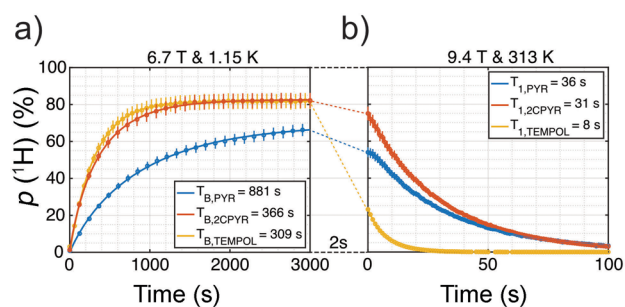 a)
6.7 T & 1.15 K
b)
9.4 T & 313 K
p (¹H) (%)
100
80
60
40
20
0
T_B,PYR = 881 s
T_B,2CPYR = 366 s
T_B,TEMPOL = 309 s
0
1000
2000
3000
Time (s)
2s
T_1,PYR = 36 s
T_1,2CPYR = 31 s
T_1,TEMPOL = 8 s
0
50
100
Time (s)